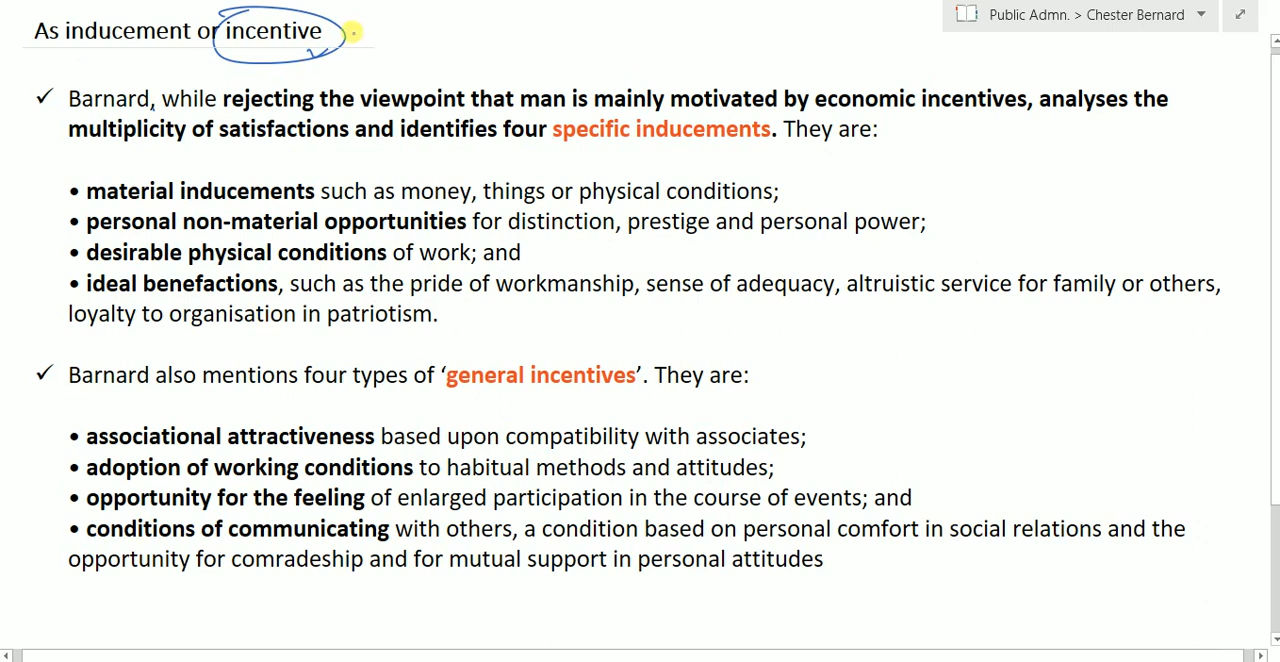 As inducement or incentive
Public Admn. > Chester Bernard
✓ Barnard, while rejecting the viewpoint that man is mainly motivated by economic incentives, analyses the
multiplicity of satisfactions and identifies four specific inducements. They are:
• material inducements such as money, things or physical conditions;
• personal non-material opportunities for distinction, prestige and personal power;
• desirable physical conditions of work; and
• ideal benefactions, such as the pride of workmanship, sense of adequacy, altruistic service for family or others,
loyalty to organisation in patriotism.
✓ Barnard also mentions four types of ‘general incentives’. They are:
• associational attractiveness based upon compatibility with associates;
• adoption of working conditions to habitual methods and attitudes;
• opportunity for the feeling of enlarged participation in the course of events; and
• conditions of communicating with others, a condition based on personal comfort in social relations and the
opportunity for comradeship and for mutual support in personal attitudes